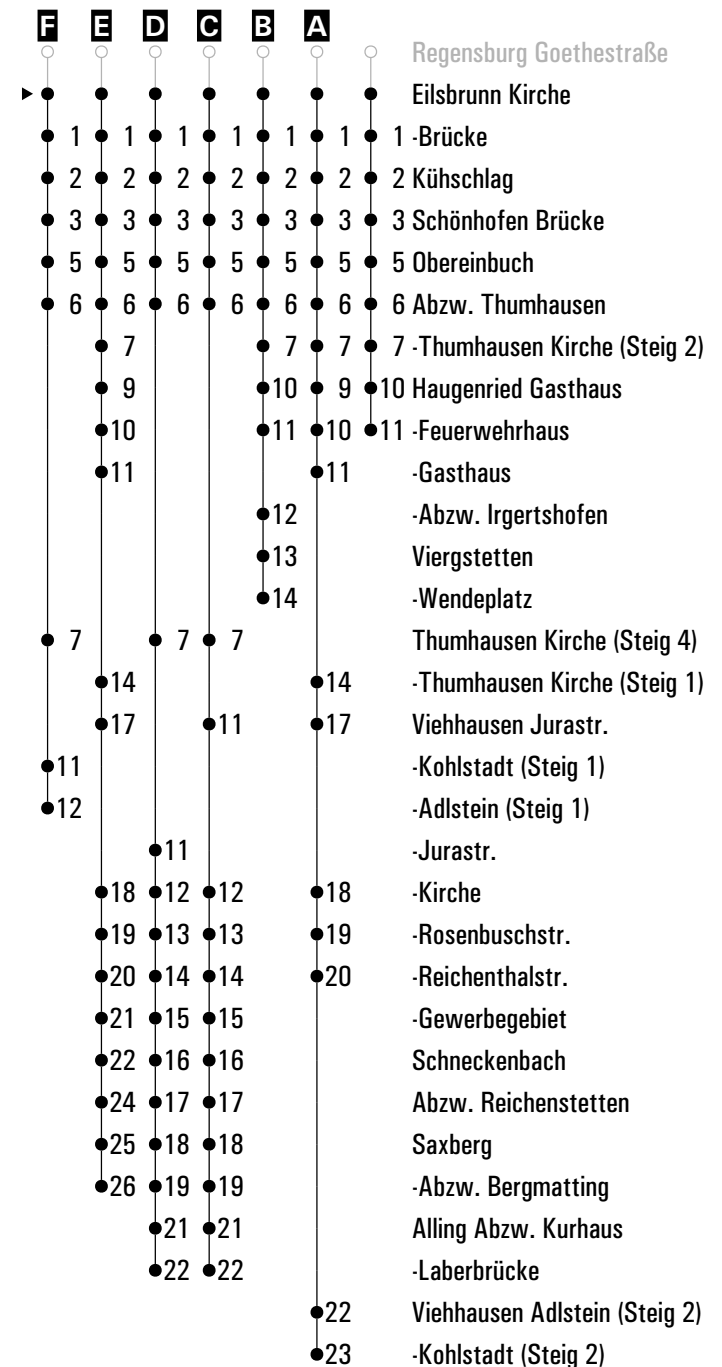 F E D C B A
Regensburg Goethestraße
Eilsbrunn Kirche
1 1 1 1 1 1 1 -Brücke
2 2 2 2 2 2 2 Kühschlag
3 3 3 3 3 3 3 Schönhofen Brücke
5 5 5 5 5 5 5 Obereinbuch
6 6 6 6 6 6 6 Abzw. Thumhausen
7 7 7 7 -Thumhausen Kirche (Steig 2)
9 10 9 10 Haugenried Gasthaus
10 11 10 11 -Feuerwehrhaus
11 11 -Gasthaus
12 -Abzw. Irgertshofen
13 Viergstetten
14 -Wendeplatz
7 7 7 Thumhausen Kirche (Steig 4)
14 14 -Thumhausen Kirche (Steig 1)
17 11 17 Viehhausen Jurastr.
11 -Kohlstadt (Steig 1)
12 -Adlstein (Steig 1)
11 -Jurastr.
18 12 12 18 -Kirche
19 13 13 19 -Rosenbuschstr.
20 14 14 20 -Reichenthalstr.
21 15 15 -Gewerbegebiet
22 16 16 Schneckenbach
24 17 17 Abzw. Reichenstetten
25 18 18 Saxberg
26 19 19 -Abzw. Bergmatting
21 21 Alling Abzw. Kurhaus
22 22 -Laberbrücke
22 Viehhausen Adlstein (Steig 2)
23 -Kohlstadt (Steig 2)